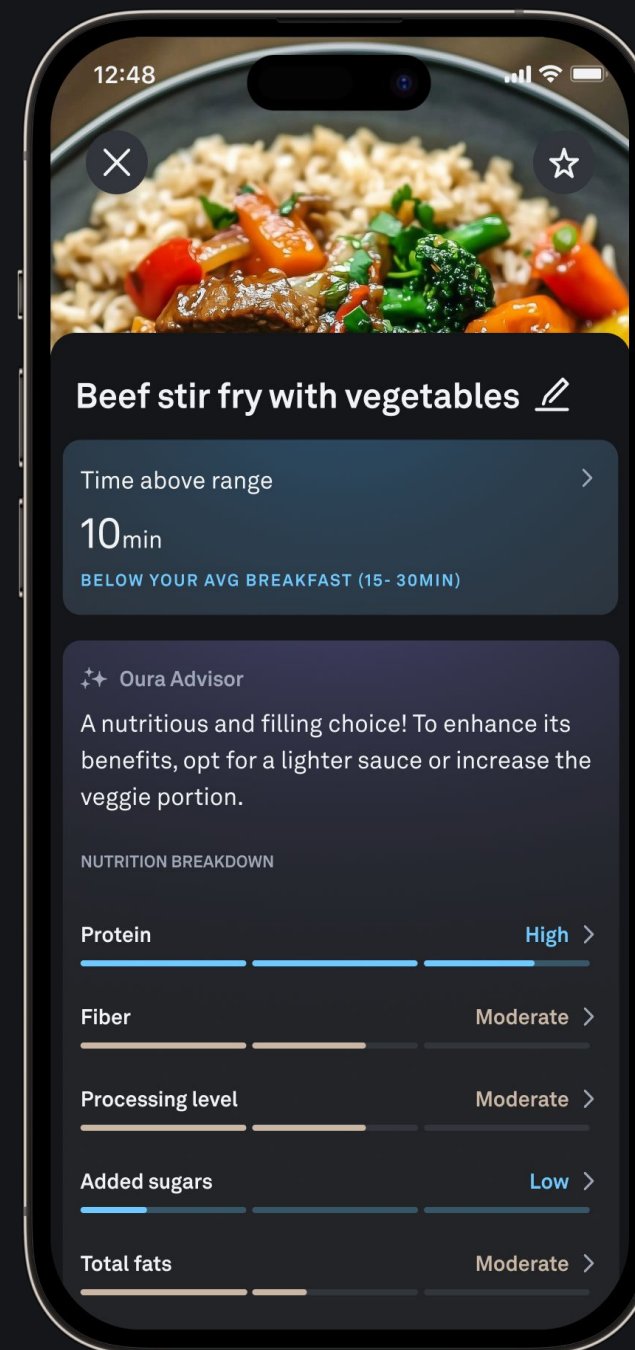 12:48
Beef stir fry with vegetables
Time above range
10min
BELOW YOUR AVG BREAKFAST (15- 30MIN)
Oura Advisor
A nutritious and filling choice! To enhance its
benefits, opt for a lighter sauce or increase the
veggie portion.
NUTRITION BREAKDOWN
Protein High
Fiber Moderate
Processing level Moderate
Added sugars Low
Total fats Moderate